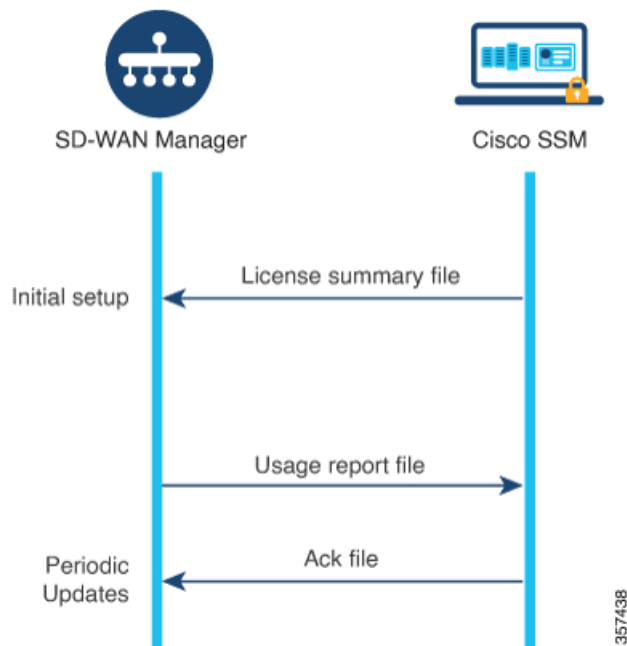 SD-WAN Manager
Cisco SSM
License summary file
Initial setup
Usage report file
Ack file
Periodic
Updates
357438